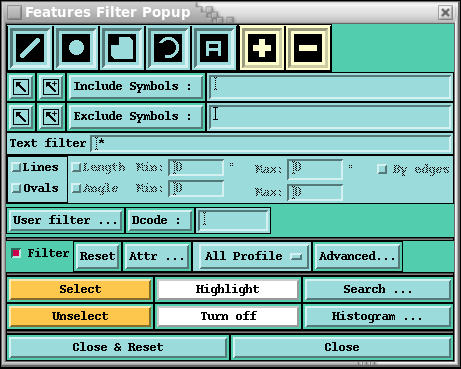 Features Filter Popup
A
Include Symbols :
Exclude Symbols :
Text filter *
Lines Length Min: 0 " Max: 0 " By edges
Ovals Angle Min: 0 Max: 0
User filter ... Dcode :
Filter Reset Attr ... All Profile Advanced...
Select Highlight Search ...
Unselect Turn off Histogram ...
Close & Reset Close